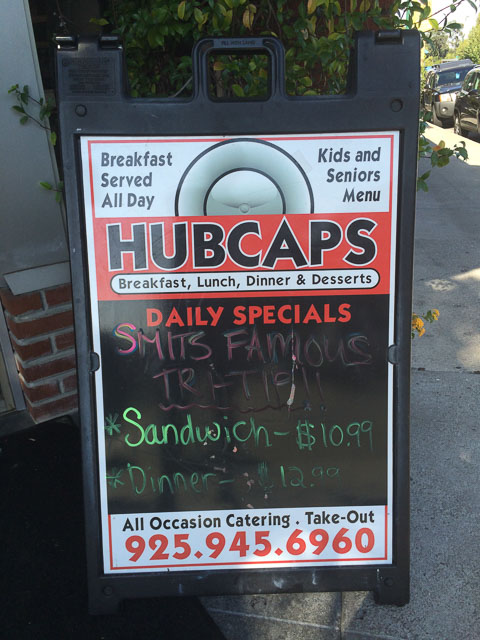 Breakfast
Served
All Day
Kids and
Seniors
Menu
HUBCAPS
Breakfast, Lunch, Dinner & Desserts
DAILY SPECIALS
SMITS FAMOUS
TRI-TIP!!
*Sandwich-$10.99
*Dinner-$12.99
All Occasion Catering . Take-Out
925.945.6960